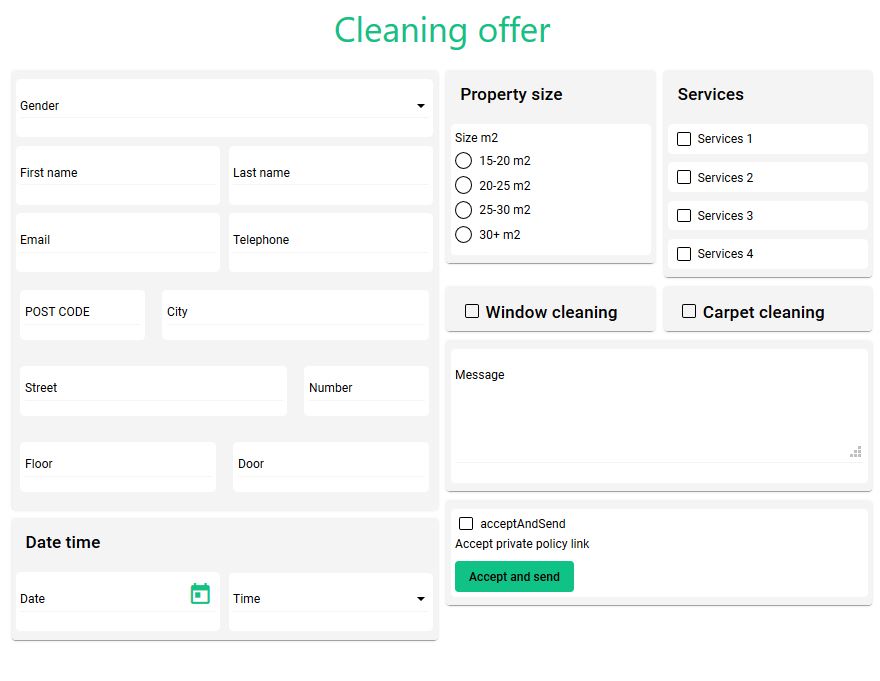 Cleaning offer
Gender
First name
Last name
Email
Telephone
POST CODE
City
Street
Number
Floor
Door
Date time
Date
Time
Property size
Size m2
15-20 m2
20-25 m2
25-30 m2
30+ m2
Services
Services 1
Services 2
Services 3
Services 4
Window cleaning
Carpet cleaning
Message
acceptAndSend
Accept private policy link
Accept and send